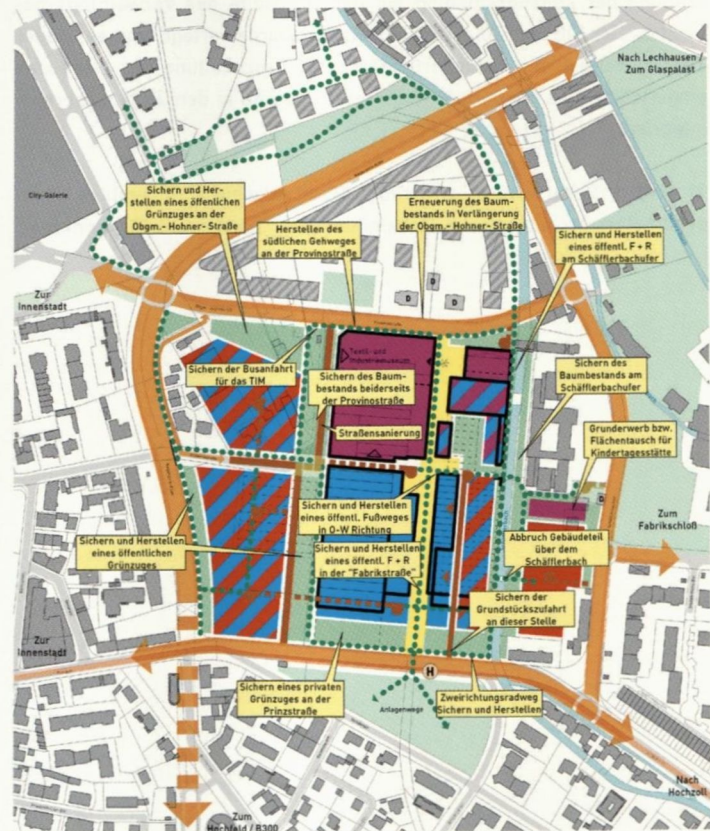 Nach Lechhausen /
Zum Glaspalast
City-Galerie
Sichern und Her-
stellen eines öffentlichen
Grünzuges an der
Obgm.- Hohner- Straße
Herstellen des
südlichen Gehweges
an der Provinostraße
Erneuerung des Baum-
bestands in Verlängerung
der Obgm.- Hohner- Straße
Sichern und Herstellen
eines öffentl. F + R
am Schäfflerbachufer
Zur
Innenstadt
D
D
D
Textil- und
Industriemuseum
Sichern der Busanfahrt
für das TIM
Sichern des Baum-
bestands beiderseits
der Provinostraße
Straßensanierung
Sichern des
Baumbestands am
Schäfflerbachufer
Grunderwerb bzw.
Flächentausch für
Kindertagesstätte
D
Zum
Fabrikschloß
Sichern und Herstellen
eines öffentl. Fußweges
in O-W Richtung
Sichern und Herstellen
eines öffentlichen
Grünzuges
Sichern und Herstellen
eines öffentl. F + R
in der "Fabrikstraße"
Abbruch Gebäudeteil
über dem
Schäfflerbach
Sichern der
Grundstückszufahrt
an dieser Stelle
Zur
Innenstadt
H
Sichern eines privaten
Grünzuges an der
Prinzstraße
Anlagenwege
Zweirichtungsradweg
Sichern und Herstellen
Nach
Hochzoll
Zum
Hochfeld / B300